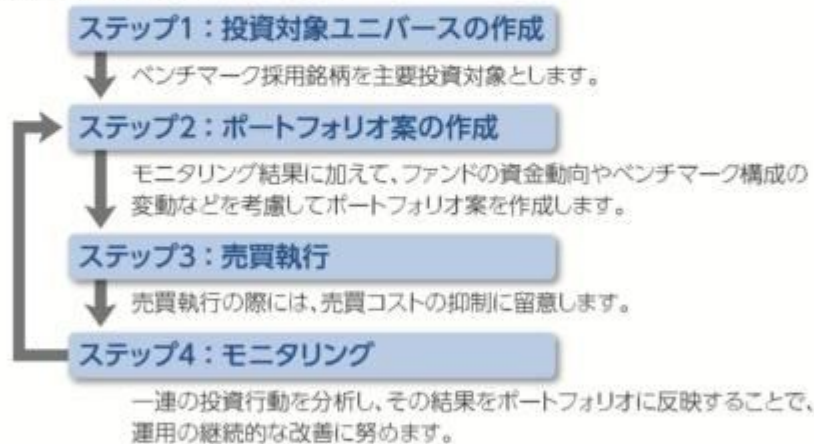 ステップ1：投資対象ユニバースの作成
ベンチマーク採用銘柄を主要投資対象とします。
ステップ2：ポートフォリオ案の作成
モニタリング結果に加えて、ファンドの資金動向やベンチマーク構成の
変動などを考慮してポートフォリオ案を作成します。
ステップ3：売買執行
売買執行の際には、売買コストの抑制に留意します。
ステップ4：モニタリング
一連の投資行動を分析し、その結果をポートフォリオに反映することで、
運用の継続的な改善に努めます。